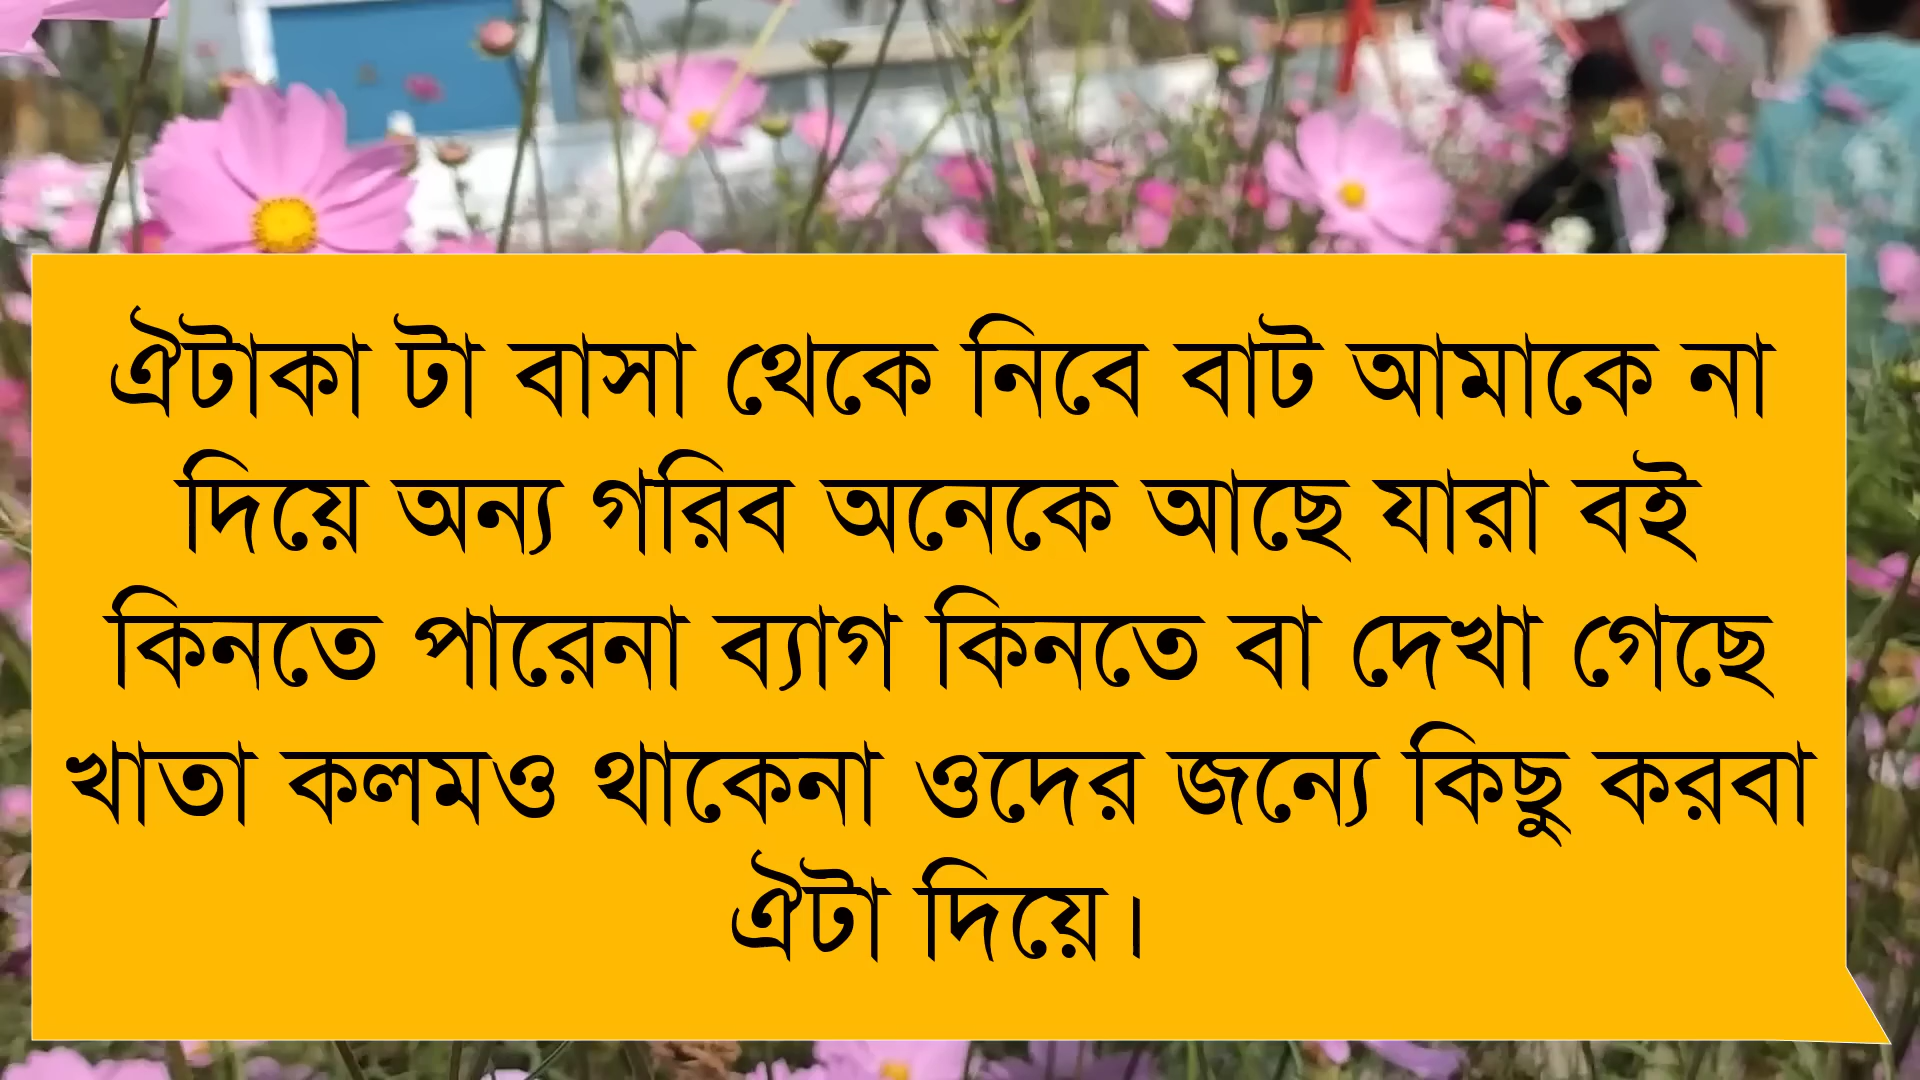 ঐটাকা টা বাসা থেকে নিবে বাট আমাকে না
দিয়ে অন্য গরিব অনেকে আছে যারা বই
কিনতে পারেনা ব্যাগ কিনতে বা দেখা গেছে
খাতা কলমও থাকেনা ওদের জন্যে কিছু করবা
ঐটা দিয়ে।